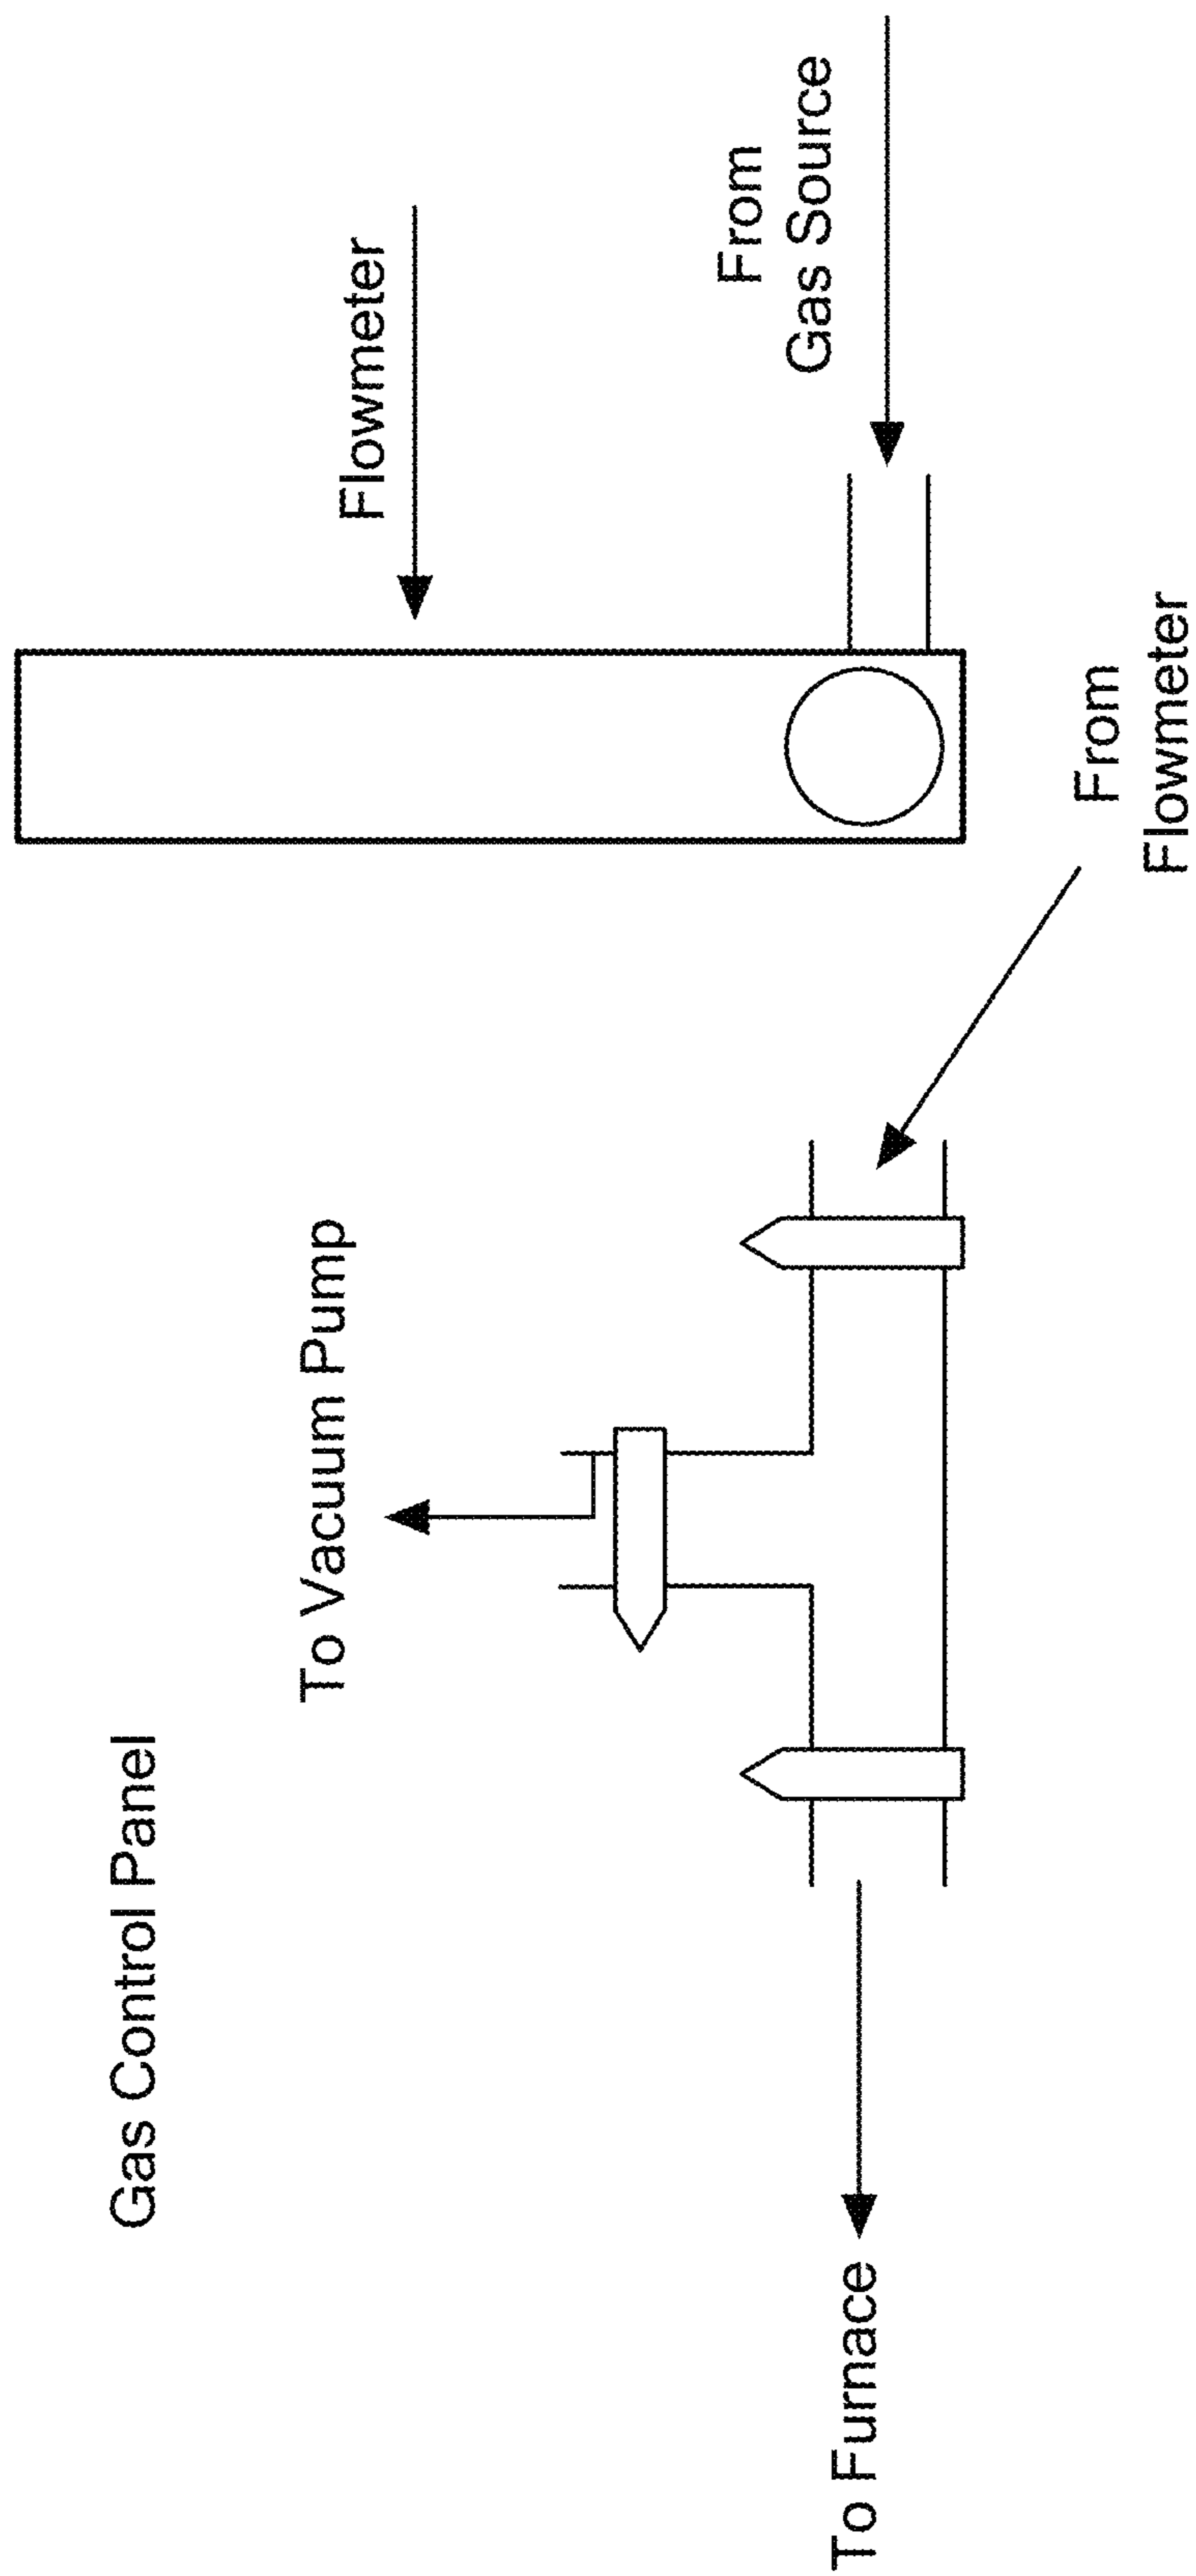 Gas Control Panel
To Vacuum Pump
Flowmeter
From
Gas Source
To Furnace
From
Flowmeter